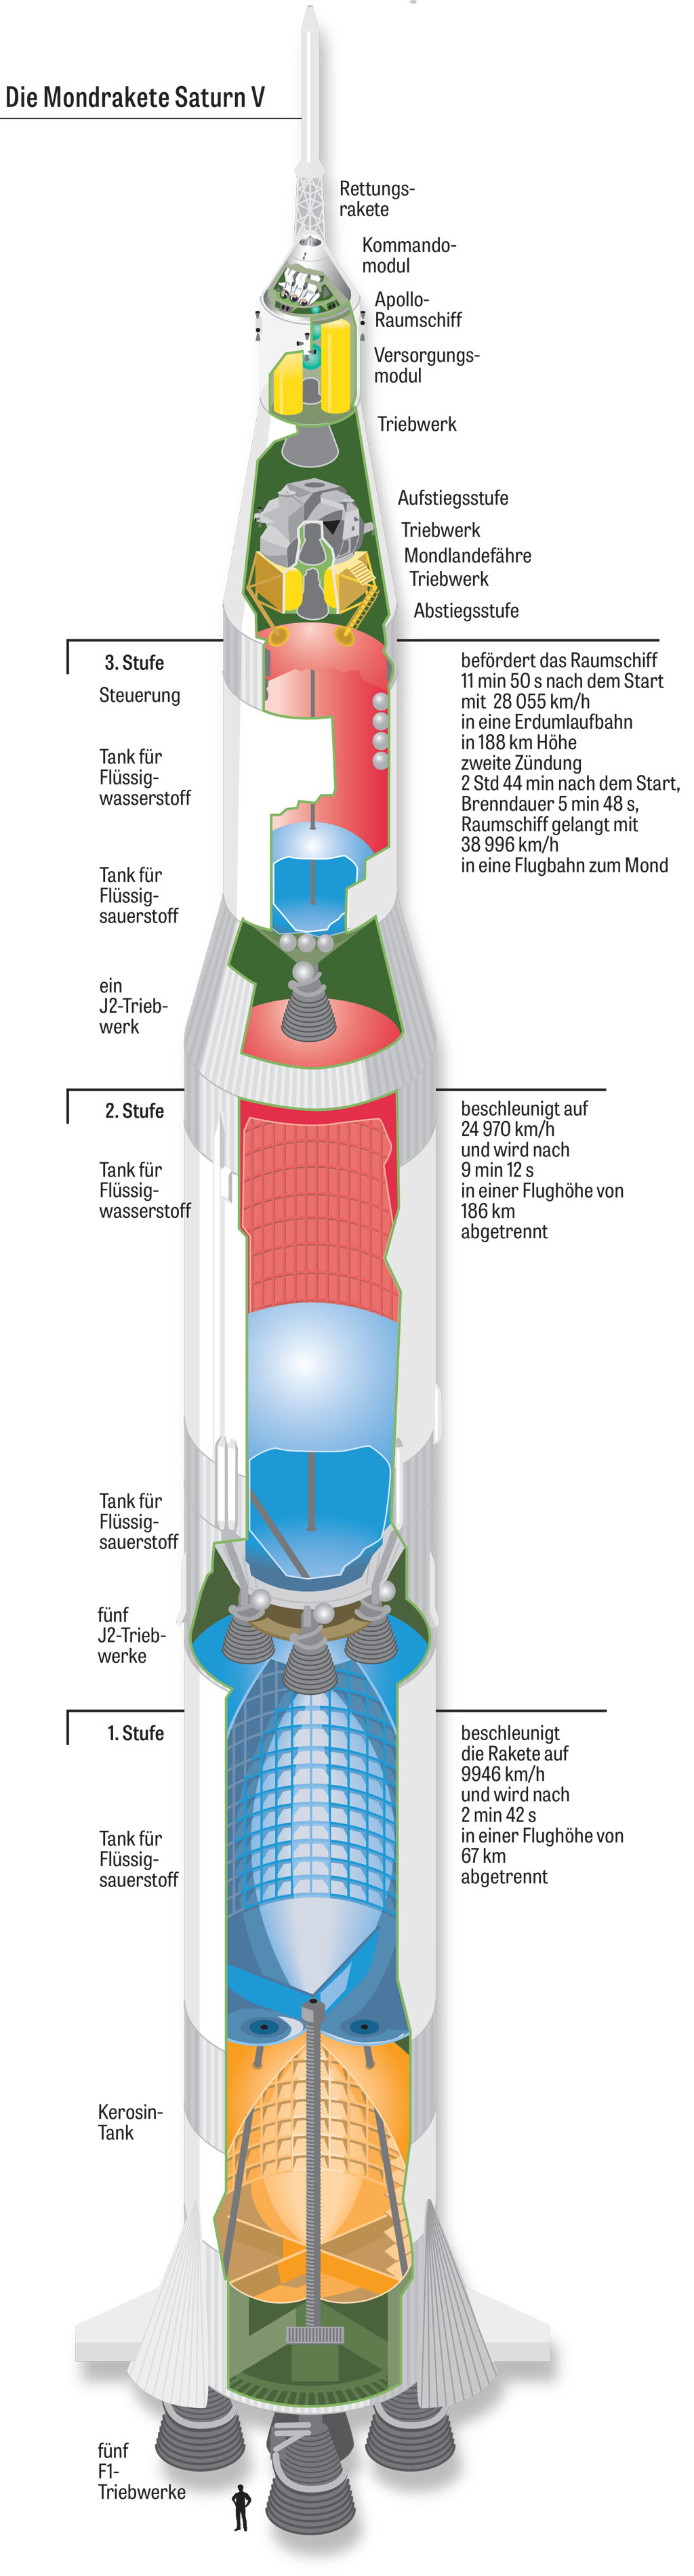 Die Mondrakete Saturn V
Rettungs-
rakete
Kommando-
modul
Apollo-
Raumschiff
Versorgungs-
modul
Triebwerk
Aufstiegsstufe
Triebwerk
Mondlandefähre
Triebwerk
Abstiegsstufe
3. Stufe
Steuerung
Tank für
Flüssig-
wasserstoff
Tank für
Flüssig-
sauerstoff
ein
J2-Trieb-
werk
befördert das Raumschiff
11 min 50 s nach dem Start
mit 28 055 km/h
in eine Erdumlaufbahn
in 188 km Höhe
zweite Zündung
2 Std 44 min nach dem Start,
Brenndauer 5 min 48 s,
Raumschiff gelangt mit
38 996 km/h
in eine Flugbahn zum Mond
2. Stufe
Tank für
Flüssig-
wasserstoff
Tank für
Flüssig-
sauerstoff
fünf
J2-Trieb-
werke
beschleunigt auf
24 970 km/h
und wird nach
9 min 12 s
in einer Flughöhe von
186 km
abgetrennt
1. Stufe
Tank für
Flüssig-
sauerstoff
Kerosin-
Tank
fünf
F1-
Triebwerke
beschleunigt
die Rakete auf
9946 km/h
und wird nach
2 min 42 s
in einer Flughöhe von
67 km
abgetrennt